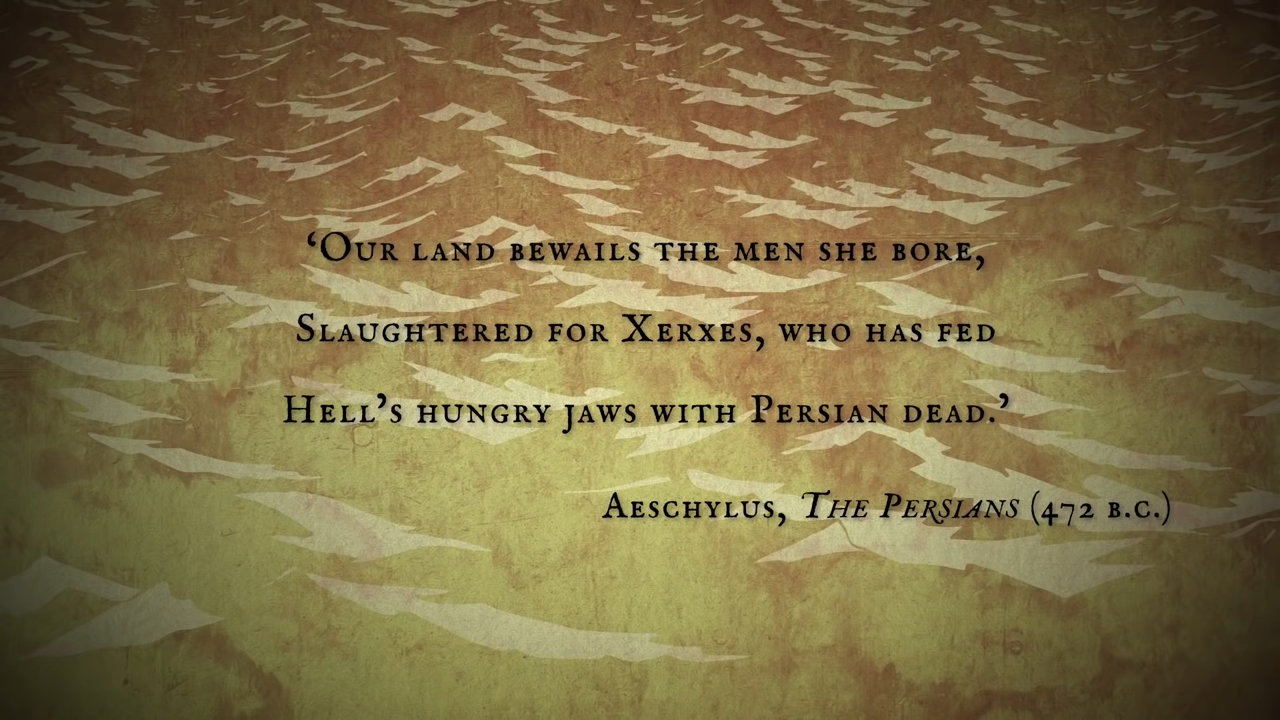 ‘Our land bewails the men she bore,
Slaughtered for Xerxes, who has fed
Hell’s hungry jaws with Persian dead.’
Aeschylus, The Persians (472 b.c.)